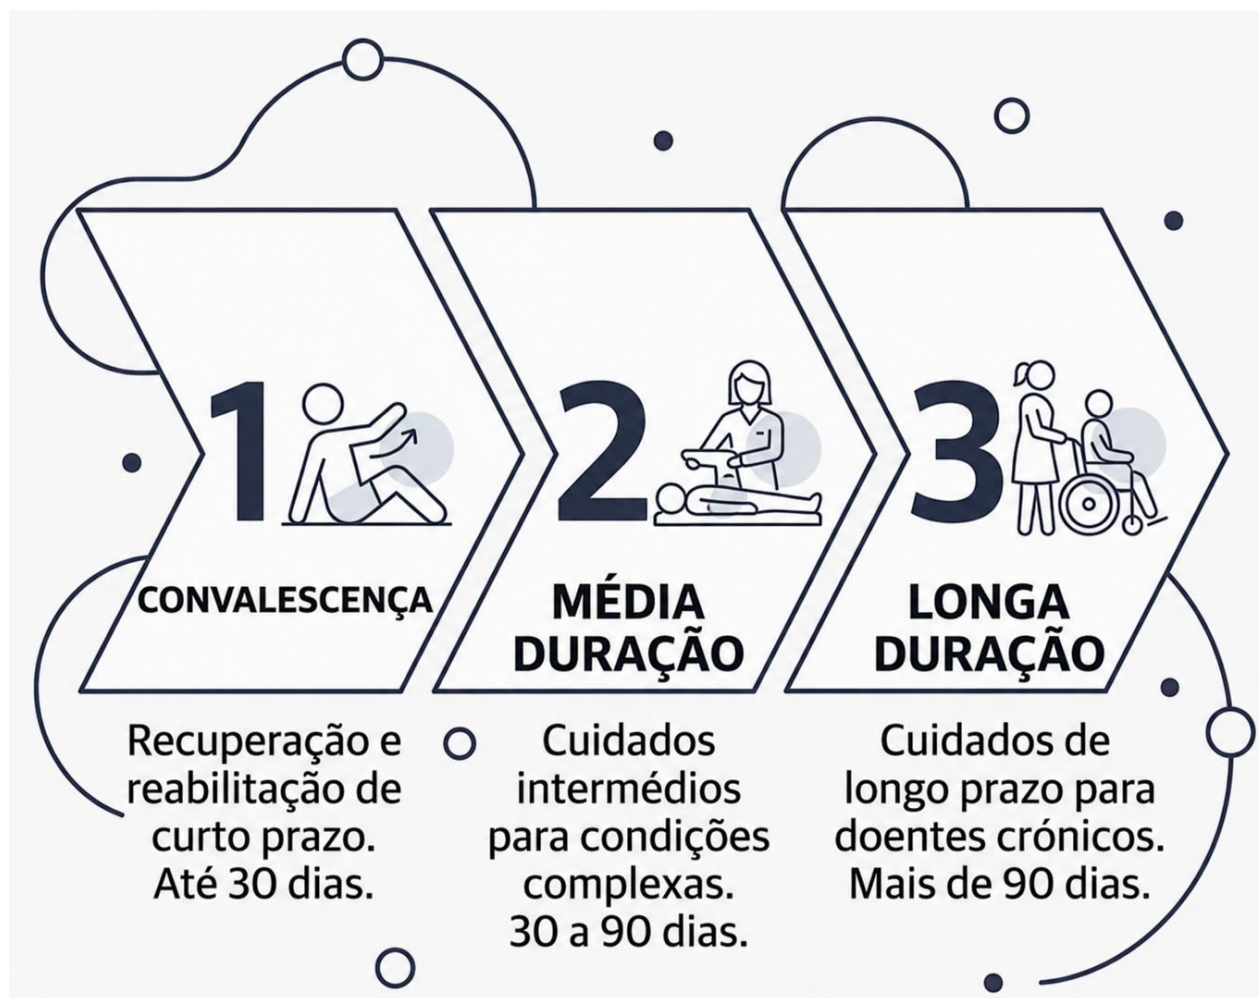 1
CONVALESCENÇA
Recuperação e
reabilitação de
curto prazo.
Até 30 dias.
2
MÉDIA
DURAÇÃO
Cuidados
intermédios
para condições
complexas.
30 a 90 dias.
3
LONGA
DURAÇÃO
Cuidados de
longo prazo para
doentes crónicos.
Mais de 90 dias.